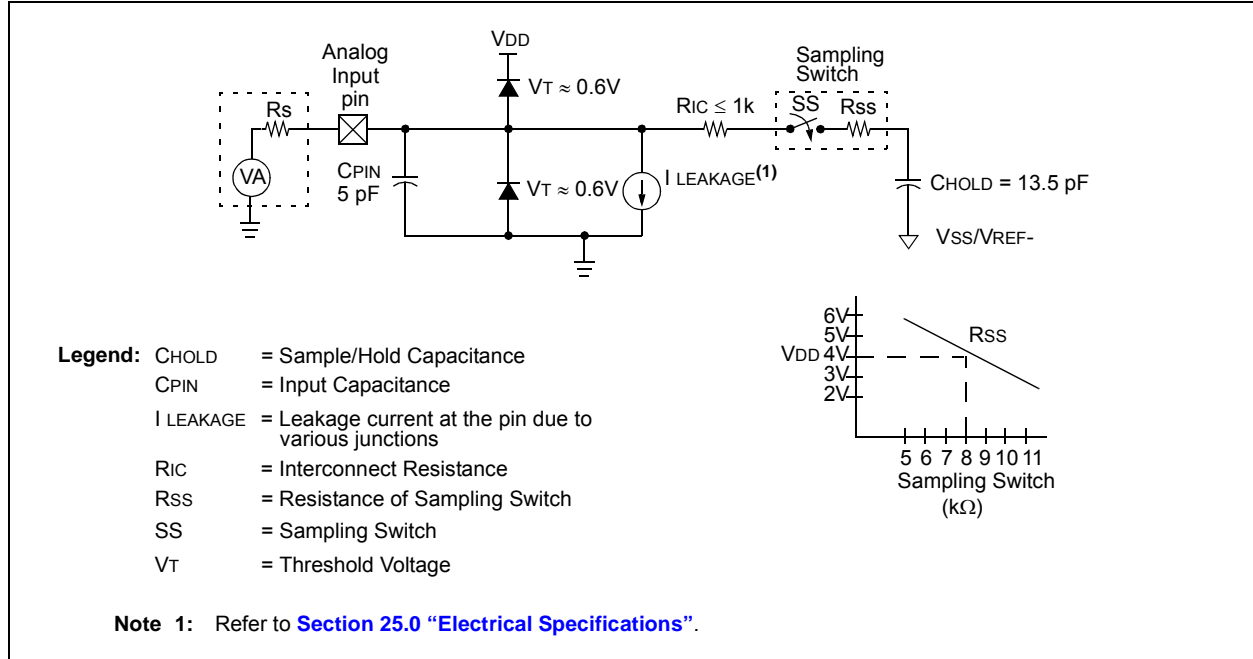 VDD
Analog
Input
pin
Sampling
Switch
VT ≈ 0.6V
Rs
RIC ≤ 1k
SS
Rss
VA
CPIN
5 pF
VT ≈ 0.6V
I LEAKAGE(1)
CHOLD = 13.5 pF
VSS/VREF-
6V
5V
VDD 4V
3V
2V
RSS
5 6 7 8 9 10 11
Sampling Switch
(kΩ)
Legend: CHOLD = Sample/Hold Capacitance
CPIN = Input Capacitance
I LEAKAGE = Leakage current at the pin due to
various junctions
RIC = Interconnect Resistance
RSS = Resistance of Sampling Switch
SS = Sampling Switch
VT = Threshold Voltage
Note 1: Refer to Section 25.0 “Electrical Specifications”.